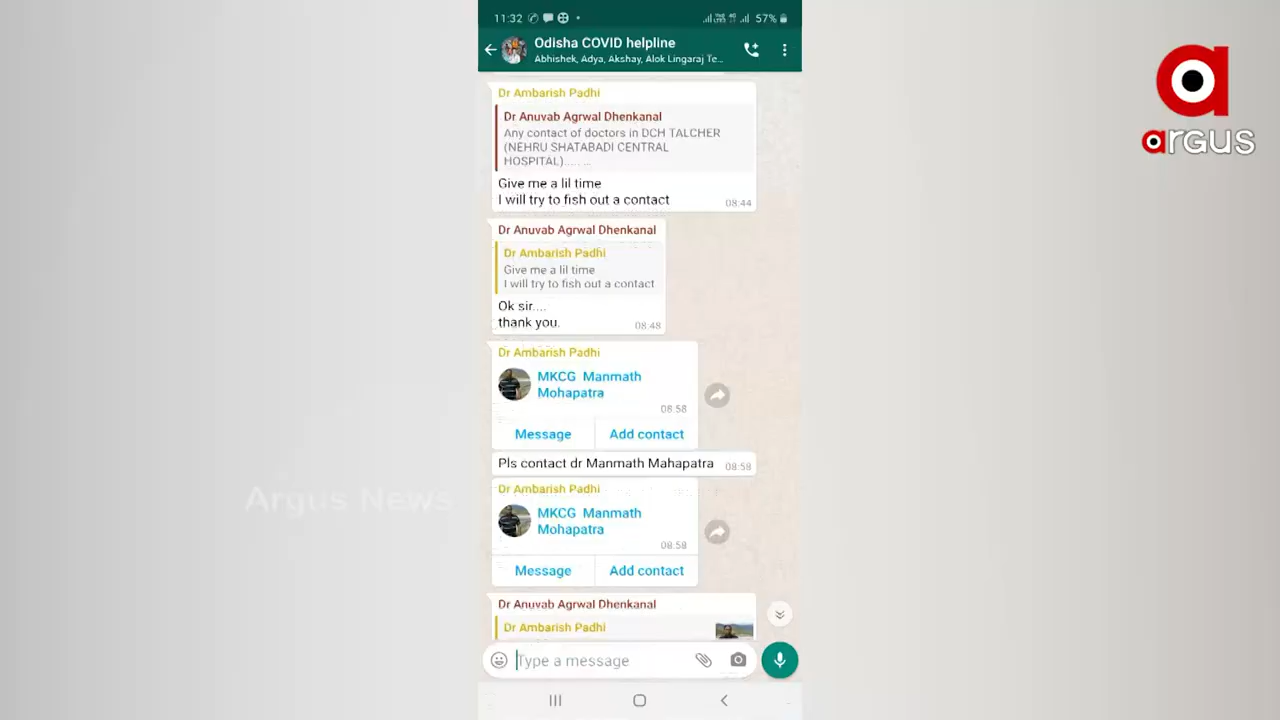 11:32
57%
Odisha COVID helpline
Abhishek, Adya, Akshay, Alok Lingaraj Te...
argus
Dr Ambarish Padhi
Dr Anuvab Agrwal Dhenkanal
Any contact of doctors in DCH TALCHER
(NEHRU SHATABADI CENTRAL
HOSPITAL)..... ...
Give me a lil time
I will try to fish out a contact
08:44
Dr Anuvab Agrwal Dhenkanal
Dr Ambarish Padhi
Give me a lil time
I will try to fish out a contact
Ok sir....
thank you.
08:48
Dr Ambarish Padhi
MKCG Manmath
Mohapatra
08:58
Message Add contact
Pls contact dr Manmath Mahapatra 08:58
Dr Ambarish Padhi
Argus News
MKCG Manmath
Mohapatra
08:58
Message Add contact
Dr Anuvab Agrwal Dhenkanal
Dr Ambarish Padhi
Type a message